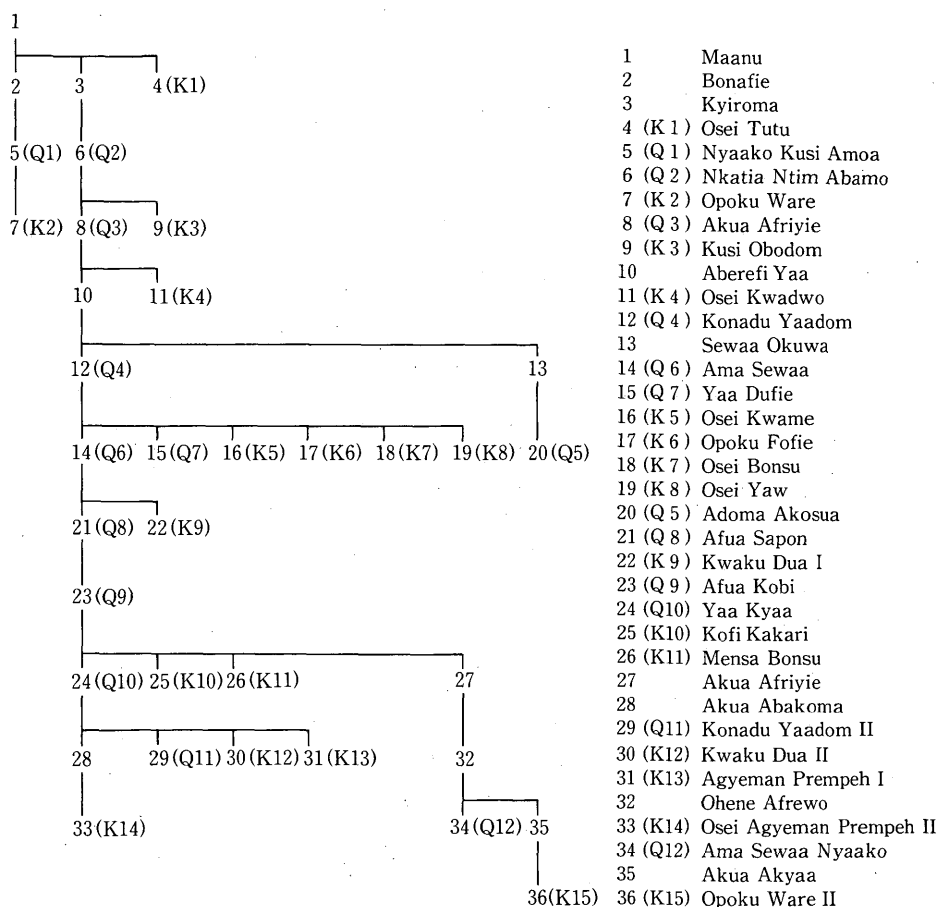 1
2 3 4(K1)
5(Q1) 6(Q2)
7(K2) 8(Q3) 9(K3)
10 11(K4)
12(Q4) 13
14(Q6) 15(Q7) 16(K5) 17(K6) 18(K7) 19(K8) 20(Q5)
21(Q8) 22(K9)
23(Q9)
24(Q10) 25(K10) 26(K11) 27
28 29(Q11) 30(K12) 31(K13) 32
33(K14) 34(Q12) 35
36(K15)
1 Maanu
2 Bonafie
3 Kyiroma
4 (K1) Osei Tutu
5 (Q1) Nyaako Kusi Amoa
6 (Q2) Nkatia Ntim Abamo
7 (K2) Opoku Ware
8 (Q3) Akua Afriyie
9 (K3) Kusi Obodom
10 Aberefi Yaa
11 (K4) Osei Kwadwo
12 (Q4) Konadu Yaadom
13 Sewaa Okuwa
14 (Q6) Ama Sewaa
15 (Q7) Yaa Dufie
16 (K5) Osei Kwame
17 (K6) Opoku Fofie
18 (K7) Osei Bonsu
19 (K8) Osei Yaw
20 (Q5) Adoma Akosua
21 (Q8) Afua Sapon
22 (K9) Kwaku Dua I
23 (Q9) Afua Kobi
24 (Q10) Yaa Kyaa
25 (K10) Kofi Kakari
26 (K11) Mensa Bonsu
27 Akua Afriyie
28 Akua Abakoma
29 (Q11) Konadu Yaadom II
30 (K12) Kwaku Dua II
31 (K13) Agyeman Prempeh I
32 Ohene Afrewo
33 (K14) Osei Agyeman Prempeh II
34 (Q12) Ama Sewaa Nyaako
35 Akua Akyaa
36 (K15) Opoku Ware II